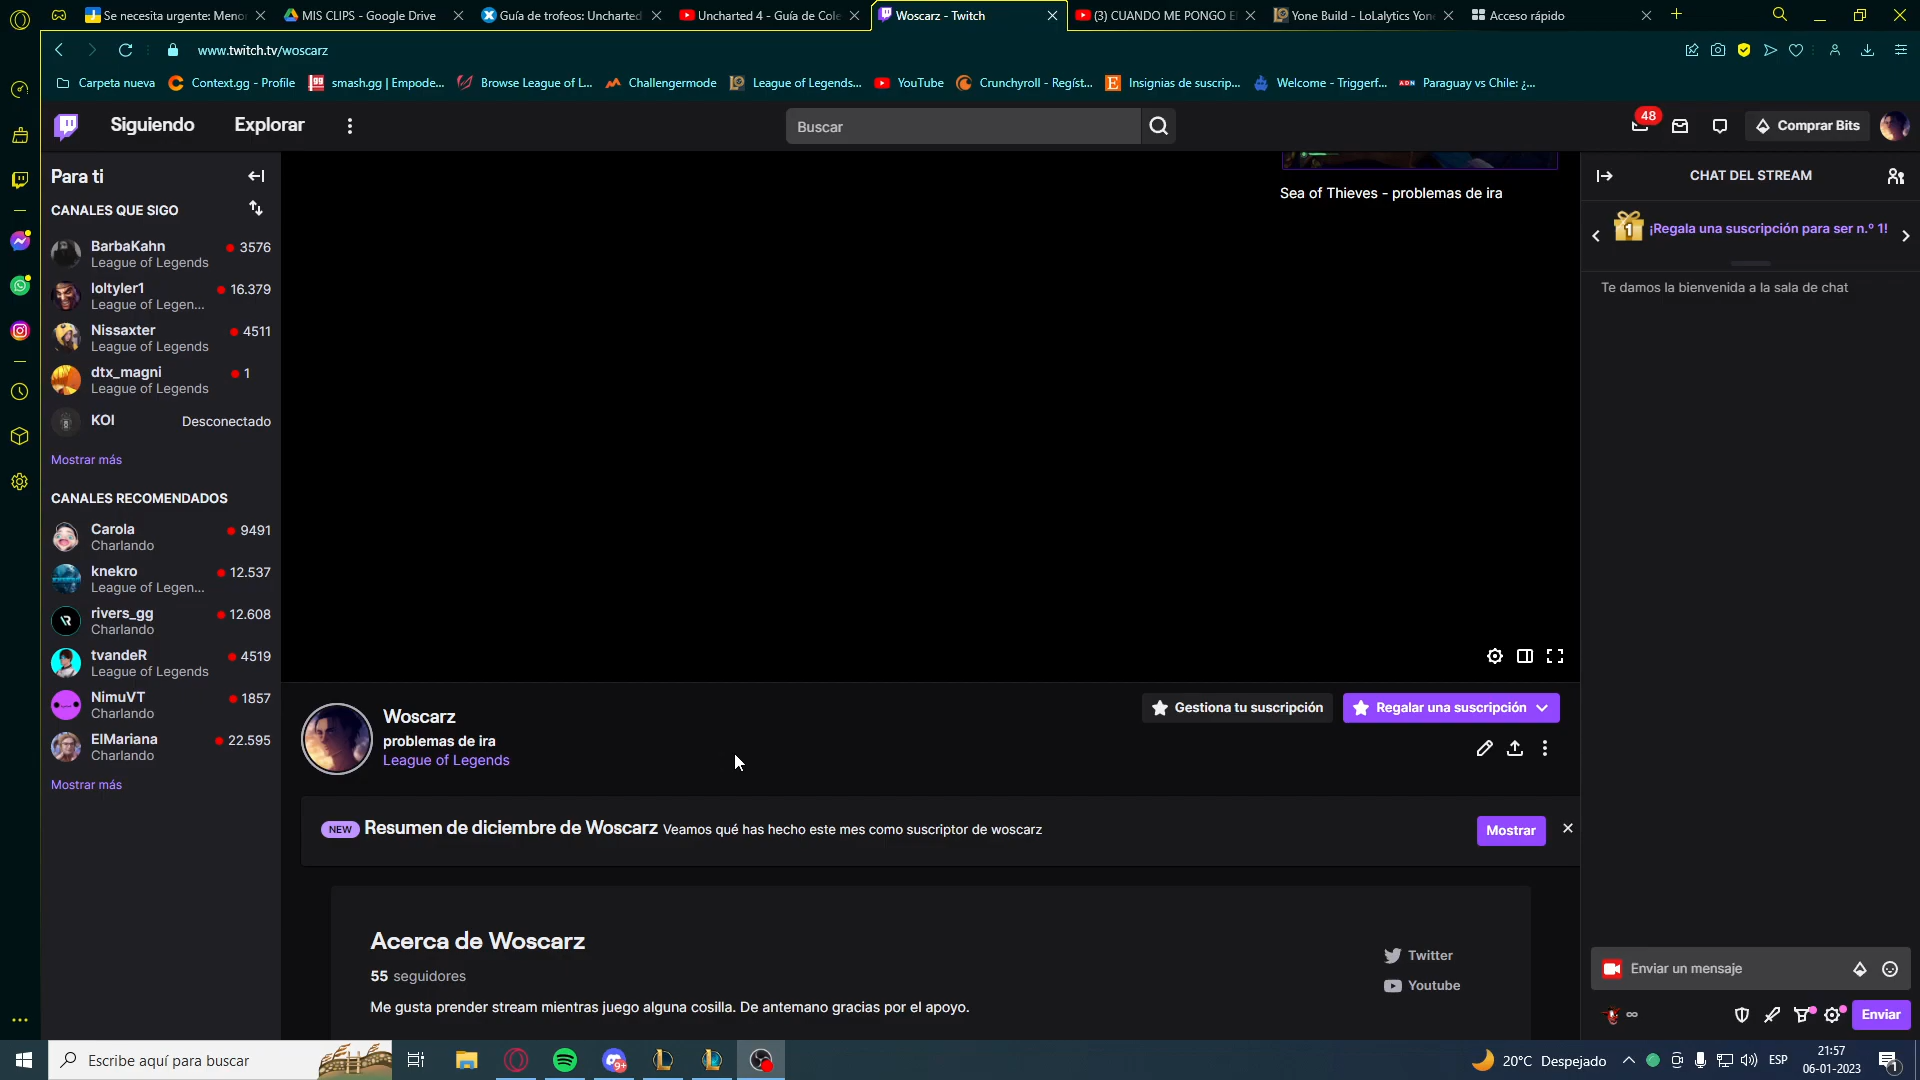 Se necesita urgente: Menor
MIS CLIPS - Google Drive
Guía de trofeos: Uncharted
Uncharted 4 - Guía de Cole
Woscarz - Twitch
(3) CUANDO ME PONGO E
Yone Build - LoLalytics Yone
Acceso rápido
www.twitch.tv/woscarz
Carpeta nueva
Context.gg - Profile
smash.gg | Empode...
Browse League of L...
Challengermode
League of Legends...
YouTube
Crunchyroll - Regíst...
Insignias de suscrip...
Welcome - Triggerf...
ADN
Paraguay vs Chile: ¿...
Siguiendo
Explorar
Buscar
48
Comprar Bits
Para ti
CANALES QUE SIGO
BarbaKahn
3576
League of Legends
loltyler1
16.379
League of Legen...
Nissaxter
4511
League of Legends
dtx_magni
1
League of Legends
KOI
Desconectado
Mostrar más
CANALES RECOMENDADOS
Carola
9491
Charlando
knekro
12.537
League of Legen...
rivers_gg
12.608
Charlando
tvandeR
4519
League of Legends
NimuVT
1857
Charlando
ElMariana
22.595
Charlando
Mostrar más
Sea of Thieves - problemas de ira
Woscarz
problemas de ira
League of Legends
Gestiona tu suscripción
Regalar una suscripción
NEW
Resumen de diciembre de Woscarz Veamos qué has hecho este mes como suscriptor de woscarz
Mostrar
Acerca de Woscarz
55 seguidores
Me gusta prender stream mientras juego alguna cosilla. De antemano gracias por el apoyo.
Twitter
Youtube
CHAT DEL STREAM
1
¡Regala una suscripción para ser n.º 1!
Te damos la bienvenida a la sala de chat
Enviar un mensaje
∞
Enviar
Escribe aquí para buscar
9+
20°C Despejado
ESP
21:57
06-01-2023
1